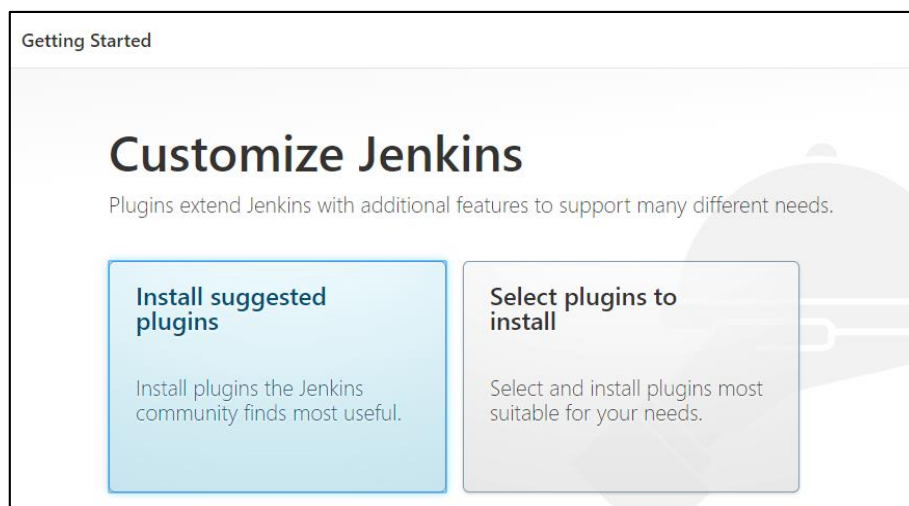 Getting Started
Customize Jenkins
Plugins extend Jenkins with additional features to support many different needs.
Install suggested
plugins
Install plugins the Jenkins
community finds most useful.
Select plugins to
install
Select and install plugins most
suitable for your needs.